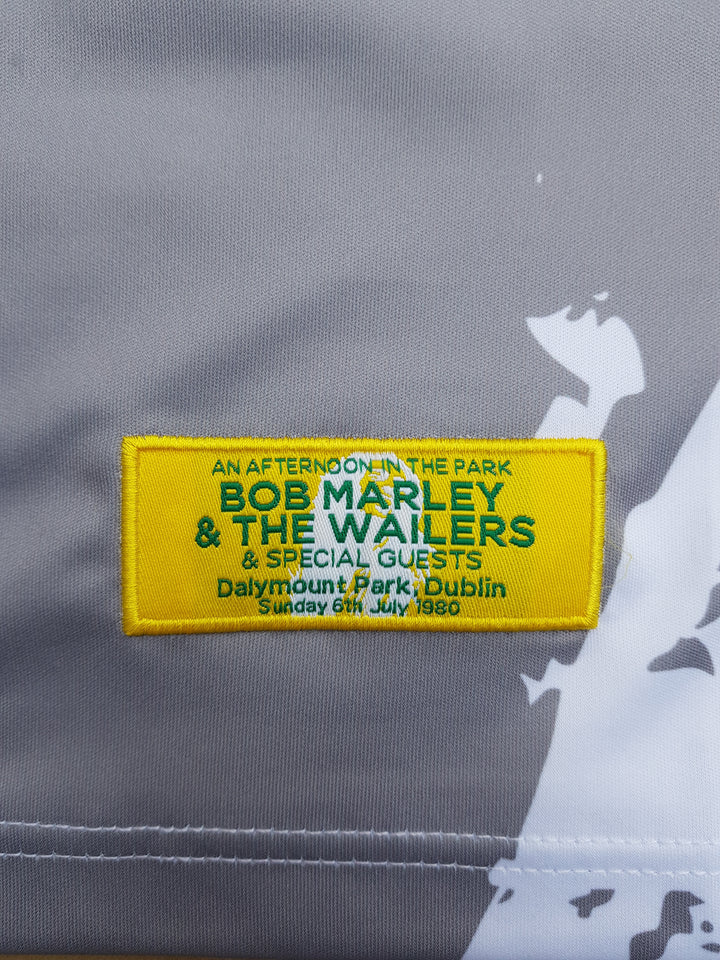 AN AFTERNOON IN THE PARK
BOB MARLEY
& THE WAILERS
& SPECIAL GUESTS
Dalymount Park, Dublin
Sunday 6th July 1980